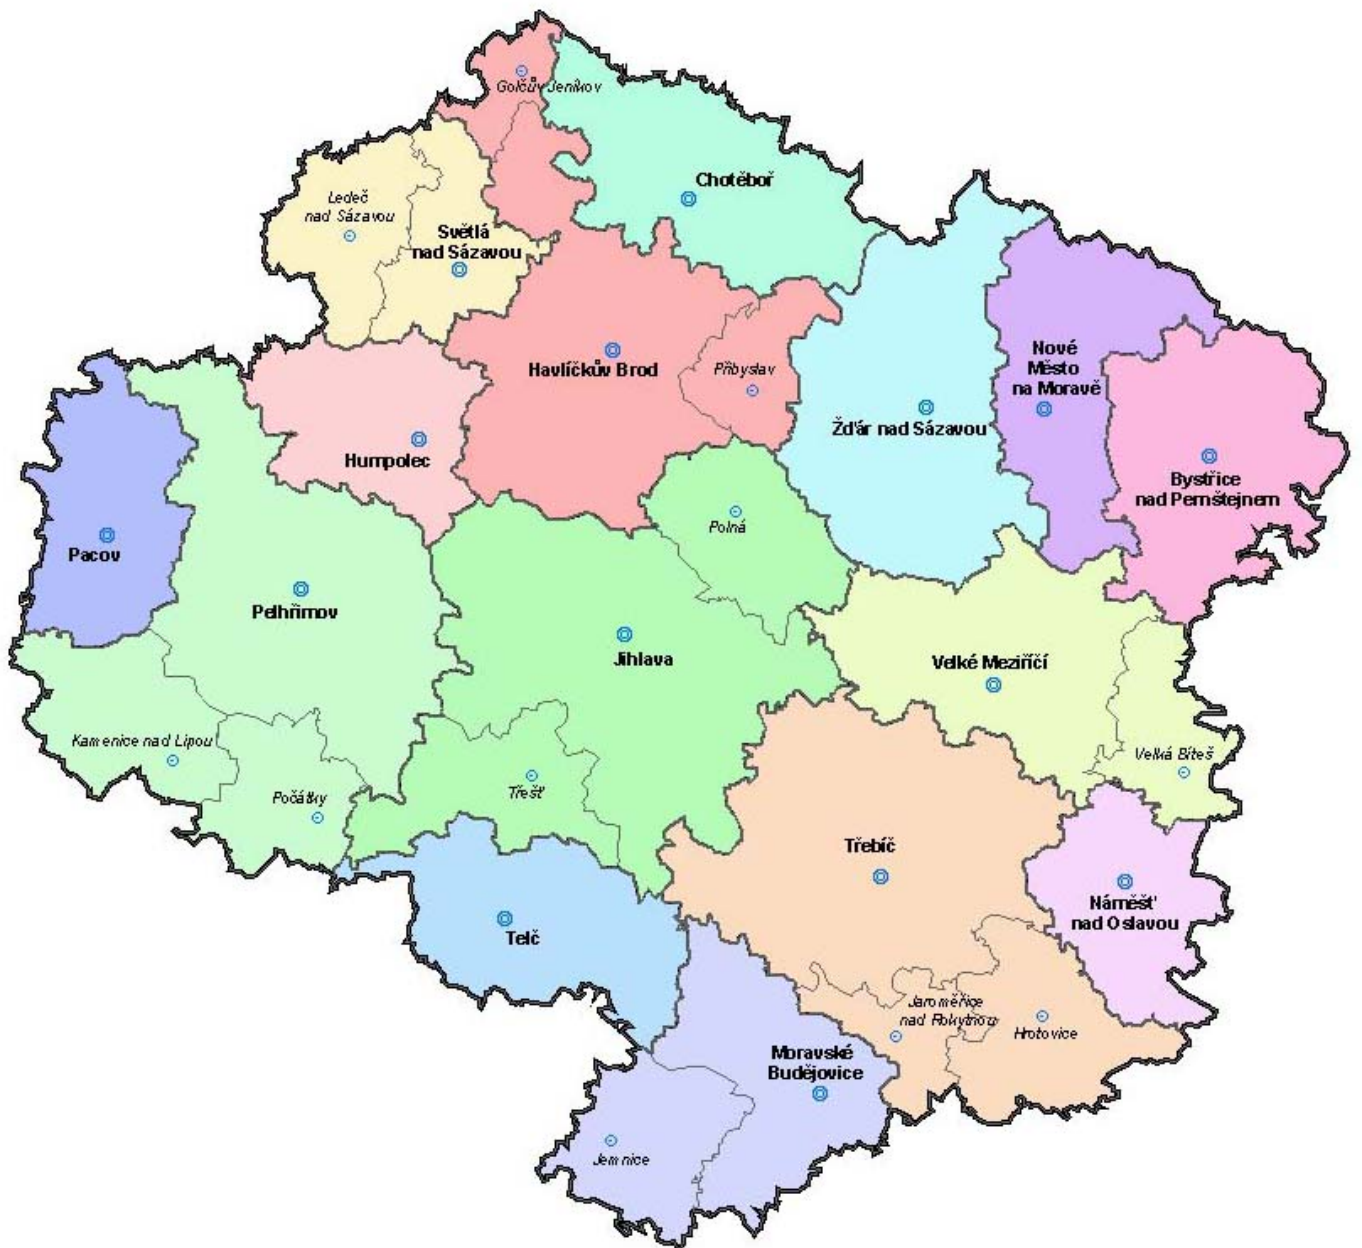 Golčův Jeníkov
Chotěboř
Ledeč
nad Sázavou
Světlá
nad Sázavou
Havlíčkův Brod
Přibyslav
Nové
Město
na Moravě
Žďár nad Sázavou
Humpolec
Bystřice
nad Pernštejnem
Polná
Pacov
Pelhřimov
Jihlava
Velké Meziříčí
Kamenice nad Lipou
Velká Bíteš
Počátky
Třešť
Třebíč
Náměšť
nad Oslavou
Telč
Jaroměřice
nad Rokytnou
Hrotovice
Moravské
Budějovice
Jemnice